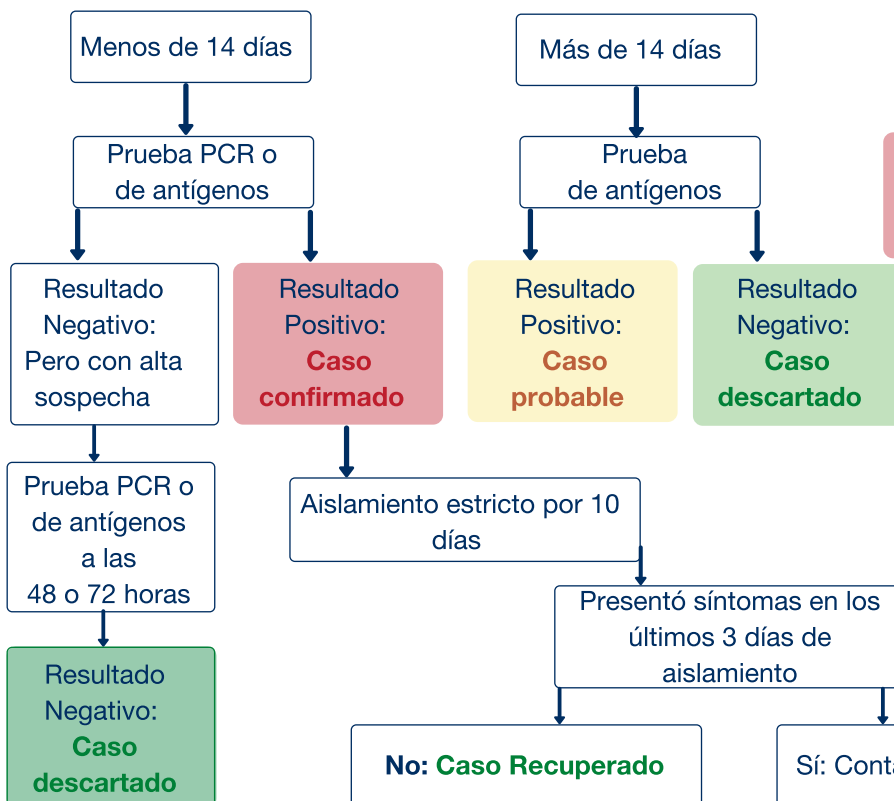 Menos de 14 días
Prueba PCR o
de antígenos
Resultado
Negativo:
Pero con alta
sospecha
Prueba PCR o
de antígenos
a las
48 o 72 horas
Resultado
Negativo:
Caso
descartado
Resultado
Positivo:
Caso
confirmado
Aislamiento estricto por 10
días
Presentó síntomas en los
últimos 3 días de
aislamiento
No: Caso Recuperado
Sí:
Más de 14 días
Prueba
de antígenos
Resultado
Positivo:
Caso
probable
Resultado
Negativo:
Caso
descartado